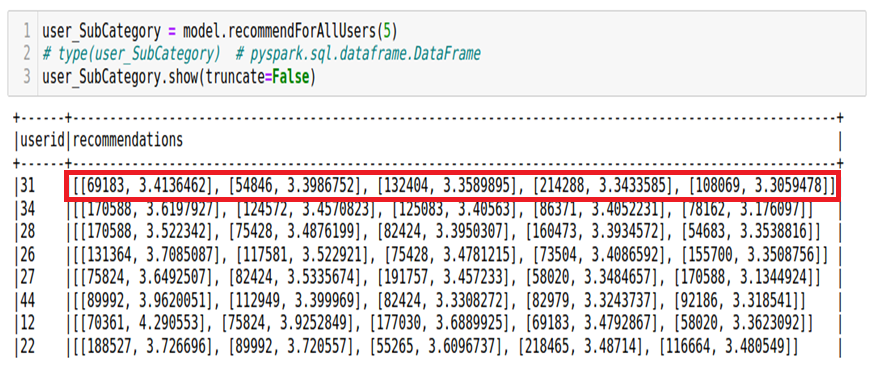 1 user_SubCategory = model.recommendForAllUsers(5)
2 # type(user_SubCategory)  # pyspark.sql.dataframe.DataFrame
3 user_SubCategory.show(truncate=False)
+------+-----------------------------------------------------------------------------------------------+
|userid|recommendations                                                                                |
+------+-----------------------------------------------------------------------------------------------+
|31    |[[69183, 3.4136462], [54846, 3.3986752], [132404, 3.3589895], [214288, 3.3433585], [108069, 3.3059478]]
|34    |[[170588, 3.6197927], [124572, 3.4570823], [125083, 3.40563], [86371, 3.4052231], [78162, 3.176097]]   |
|28    |[[170588, 3.522342], [75428, 3.4876199], [82424, 3.3950307], [160473, 3.3934572], [54683, 3.3538816]]  |
|26    |[[131364, 3.7085087], [117581, 3.522921], [75428, 3.4781215], [73504, 3.4086592], [155700, 3.3508756]] |
|27    |[[75824, 3.6492507], [82424, 3.5335674], [191757, 3.457233], [58020, 3.3484657], [170588, 3.1344924]]  |
|44    |[[89992, 3.9620051], [112949, 3.399969], [82424, 3.3308272], [82979, 3.3243737], [92186, 3.318541]]    |
|12    |[[70361, 4.290553], [75824, 3.9252849], [177030, 3.6889925], [69183, 3.4792867], [58020, 3.3623092]]   |
|22    |[[188527, 3.726696], [89992, 3.720557], [55265, 3.6096737], [218465, 3.48714], [116664, 3.480549]]     |